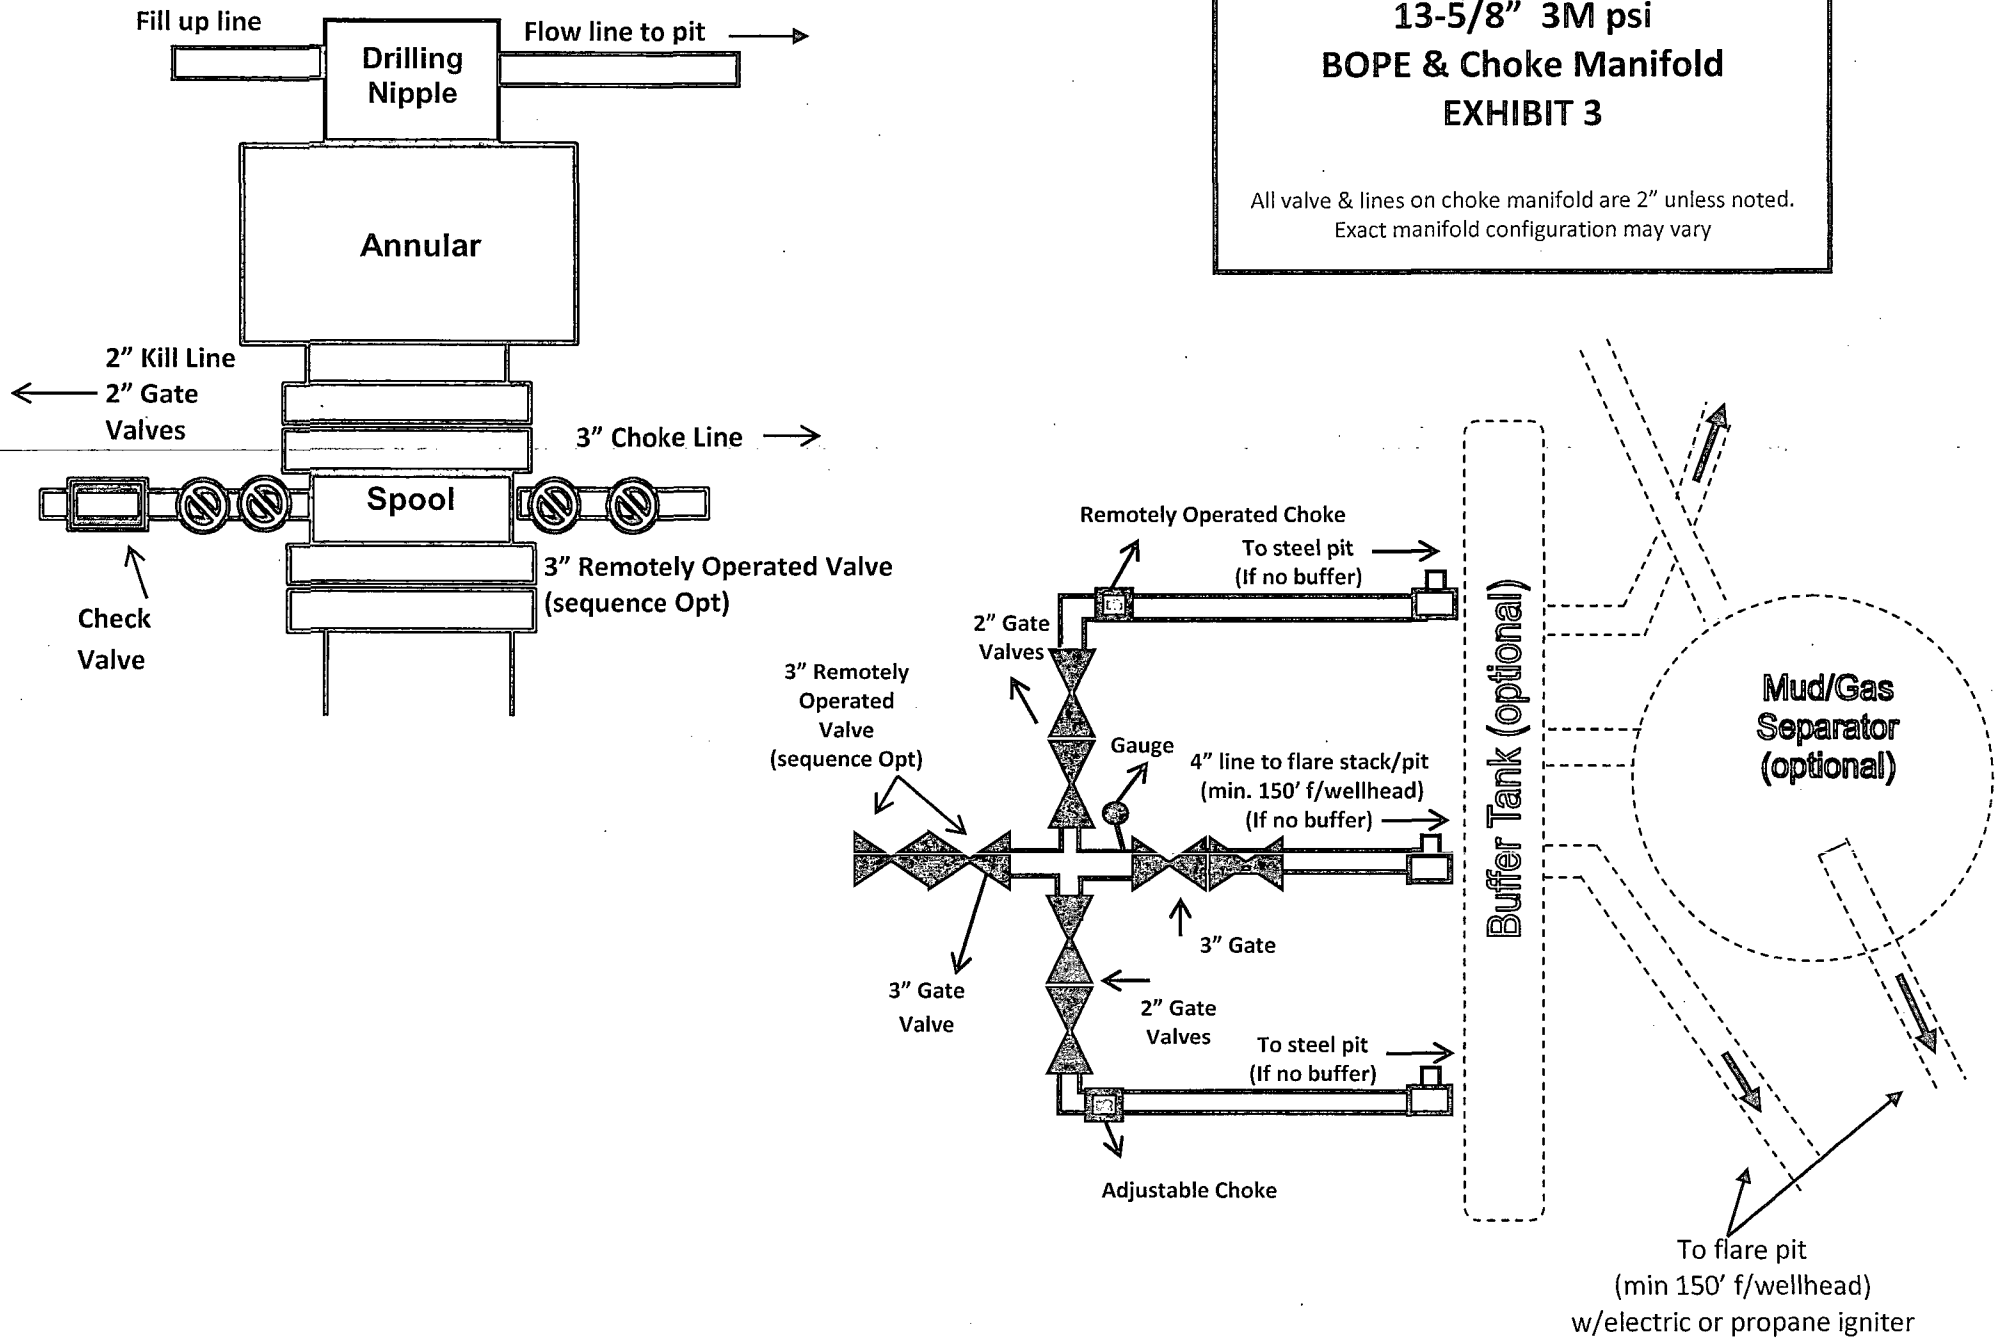 Fill up line
Flow line to pit
Drilling
Nipple
Annular
2” Kill Line
2” Gate
Valves
3” Choke Line
Spool
3” Remotely Operated Valve
(sequence Opt)
Check
Valve
13-5/8” 3M psi
BOPE & Choke Manifold
EXHIBIT 3
All valve & lines on choke manifold are 2” unless noted.
Exact manifold configuration may vary
Remotely Operated Choke
To steel pit
(If no buffer)
2” Gate
Valves
3” Remotely
Operated
Valve
(sequence Opt)
Gauge
4” line to flare stack/pit
(min. 150’ f/wellhead)
(If no buffer)
3” Gate
3” Gate
Valve
2” Gate
Valves
To steel pit
(If no buffer)
Adjustable Choke
Buffer Tank (optional)
Mud/Gas
Separator
(optional)
To flare pit
(min 150’ f/wellhead)
w/electric or propane igniter